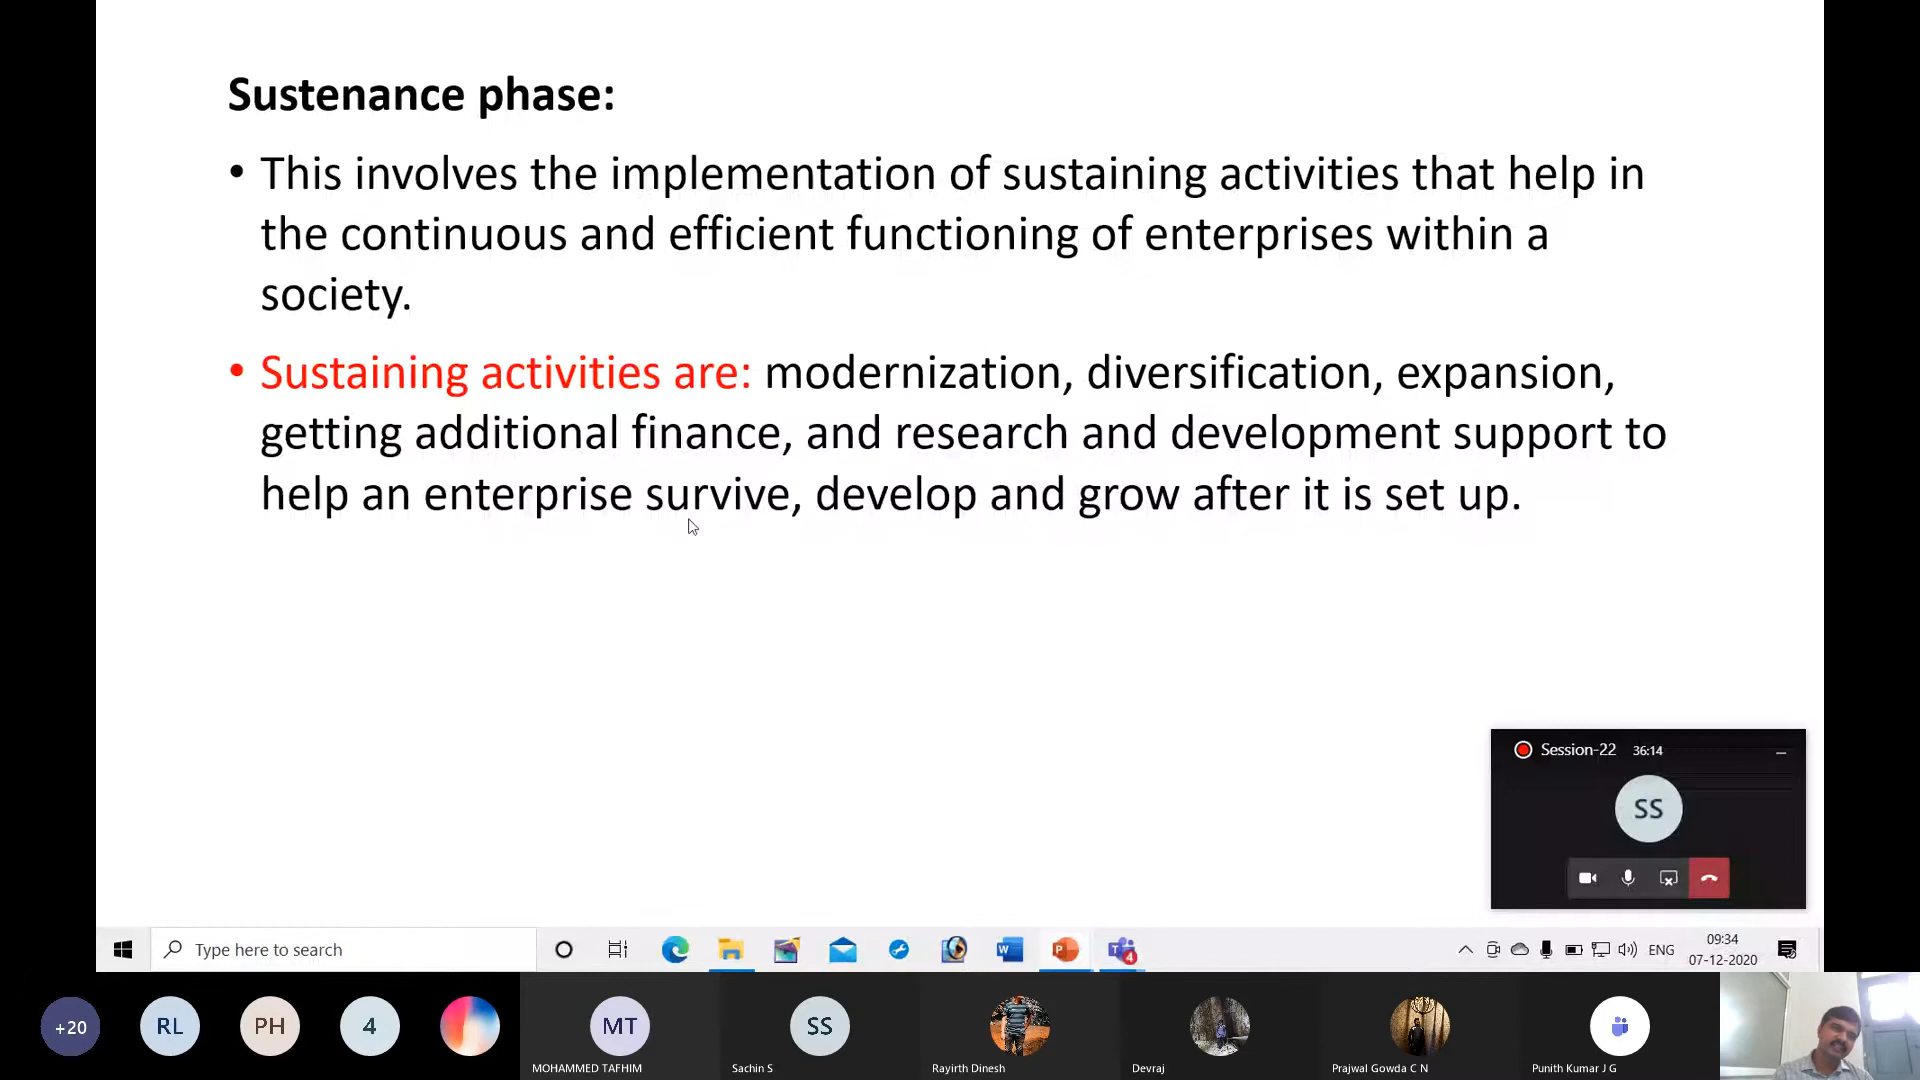 Sustenance phase:
• This involves the implementation of sustaining activities that help in
the continuous and efficient functioning of enterprises within a
society.
• Sustaining activities are: modernization, diversification, expansion,
getting additional finance, and research and development support to
help an enterprise survive, develop and grow after it is set up.
Session-22 36:14
SS
Type here to search
W
P
T
4
ENG
09:34
07-12-2020
+20
RL
PH
4
MT
SS
MOHAMMED TAFHIM
Sachin S
Rayirth Dinesh
Devraj
Prajwal Gowda C N
Punith Kumar J G